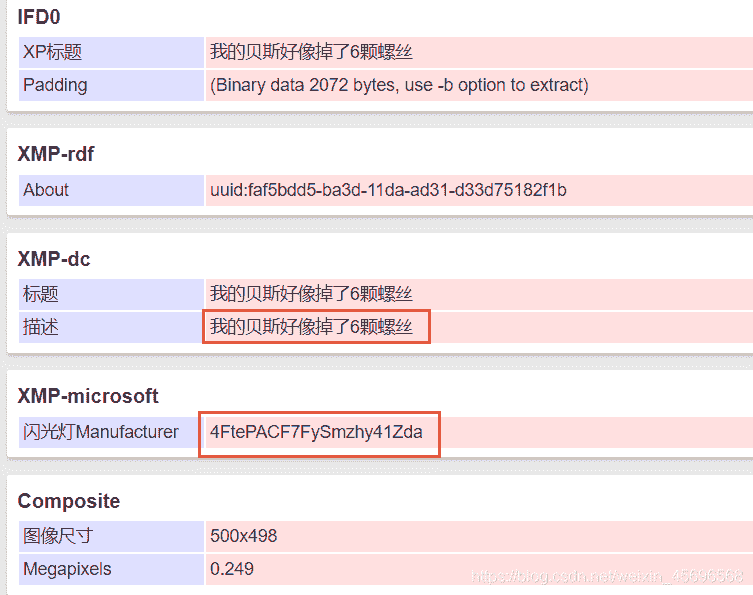 IFD0
XP标题 我的贝斯好像掉了6颗螺丝
Padding (Binary data 2072 bytes, use -b option to extract)
XMP-rdf
About uuid:faf5bdd5-ba3d-11da-ad31-d33d75182f1b
XMP-dc
标题 我的贝斯好像掉了6颗螺丝
描述 我的贝斯好像掉了6颗螺丝
XMP-microsoft
闪光灯Manufacturer 4FtePACF7FySmzhy41Zda
Composite
图像尺寸 500x498
Megapixels 0.249
https://blog.csdn.net/weixin_45696568